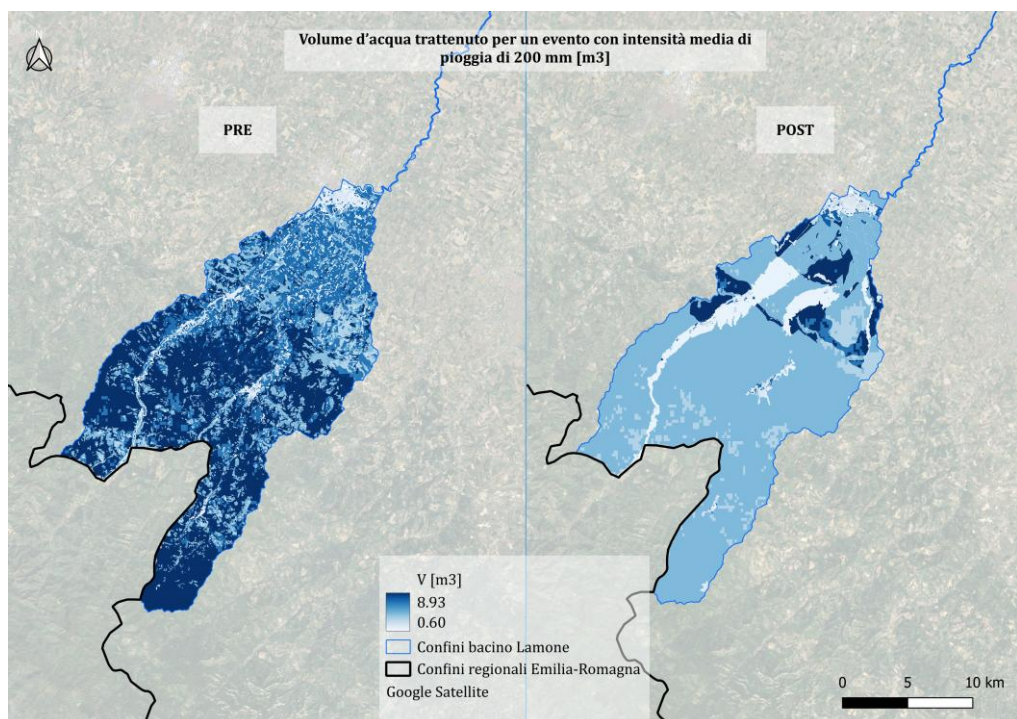 Volume d'acqua trattenuto per un evento con intensità media di
pioggia di 200 mm [m3]
PRE
POST
V [m3]
8.93
0.60
Confini bacino Lamone
Confini regionali Emilia-Romagna
Google Satellite
0 5 10 km